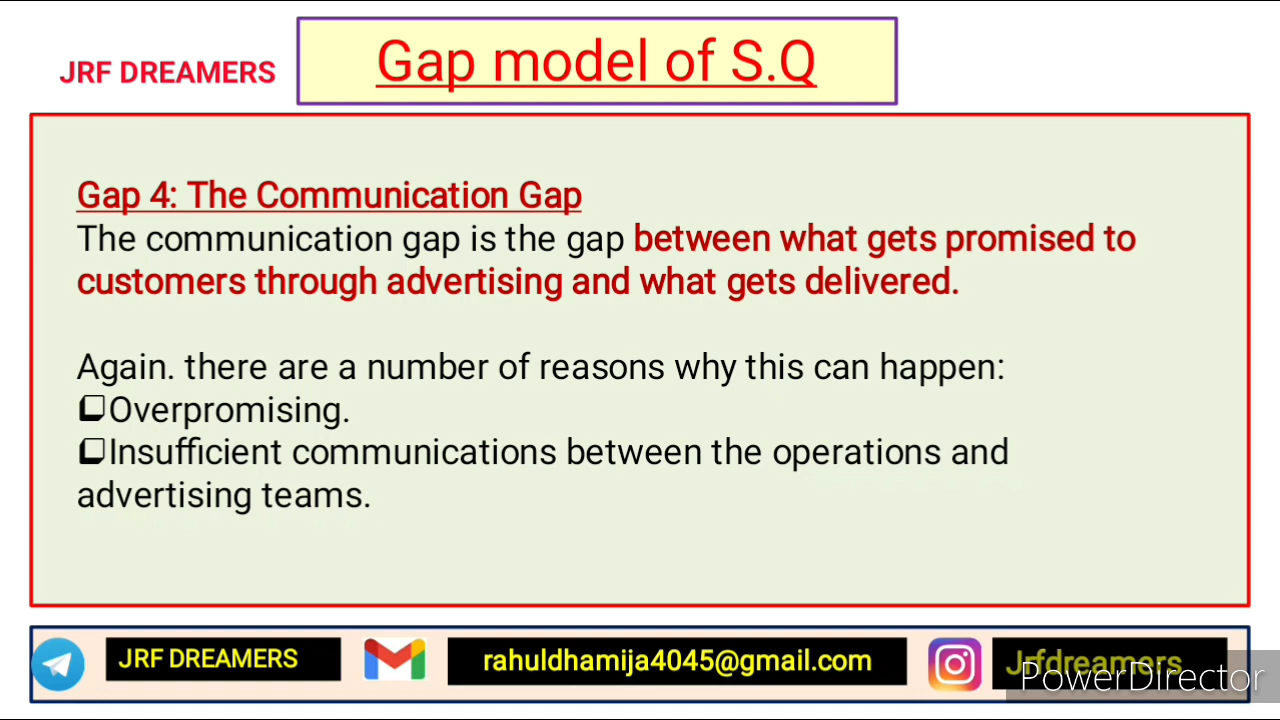 JRF DREAMERS
Gap model of S.Q
Gap 4: The Communication Gap
The communication gap is the gap between what gets promised to
customers through advertising and what gets delivered.
Again. there are a number of reasons why this can happen:
❑Overpromising.
❑Insufficient communications between the operations and
advertising teams.
JRF DREAMERS
rahuldhamija4045@gmail.com
Jrfdreamers
PowerDirector